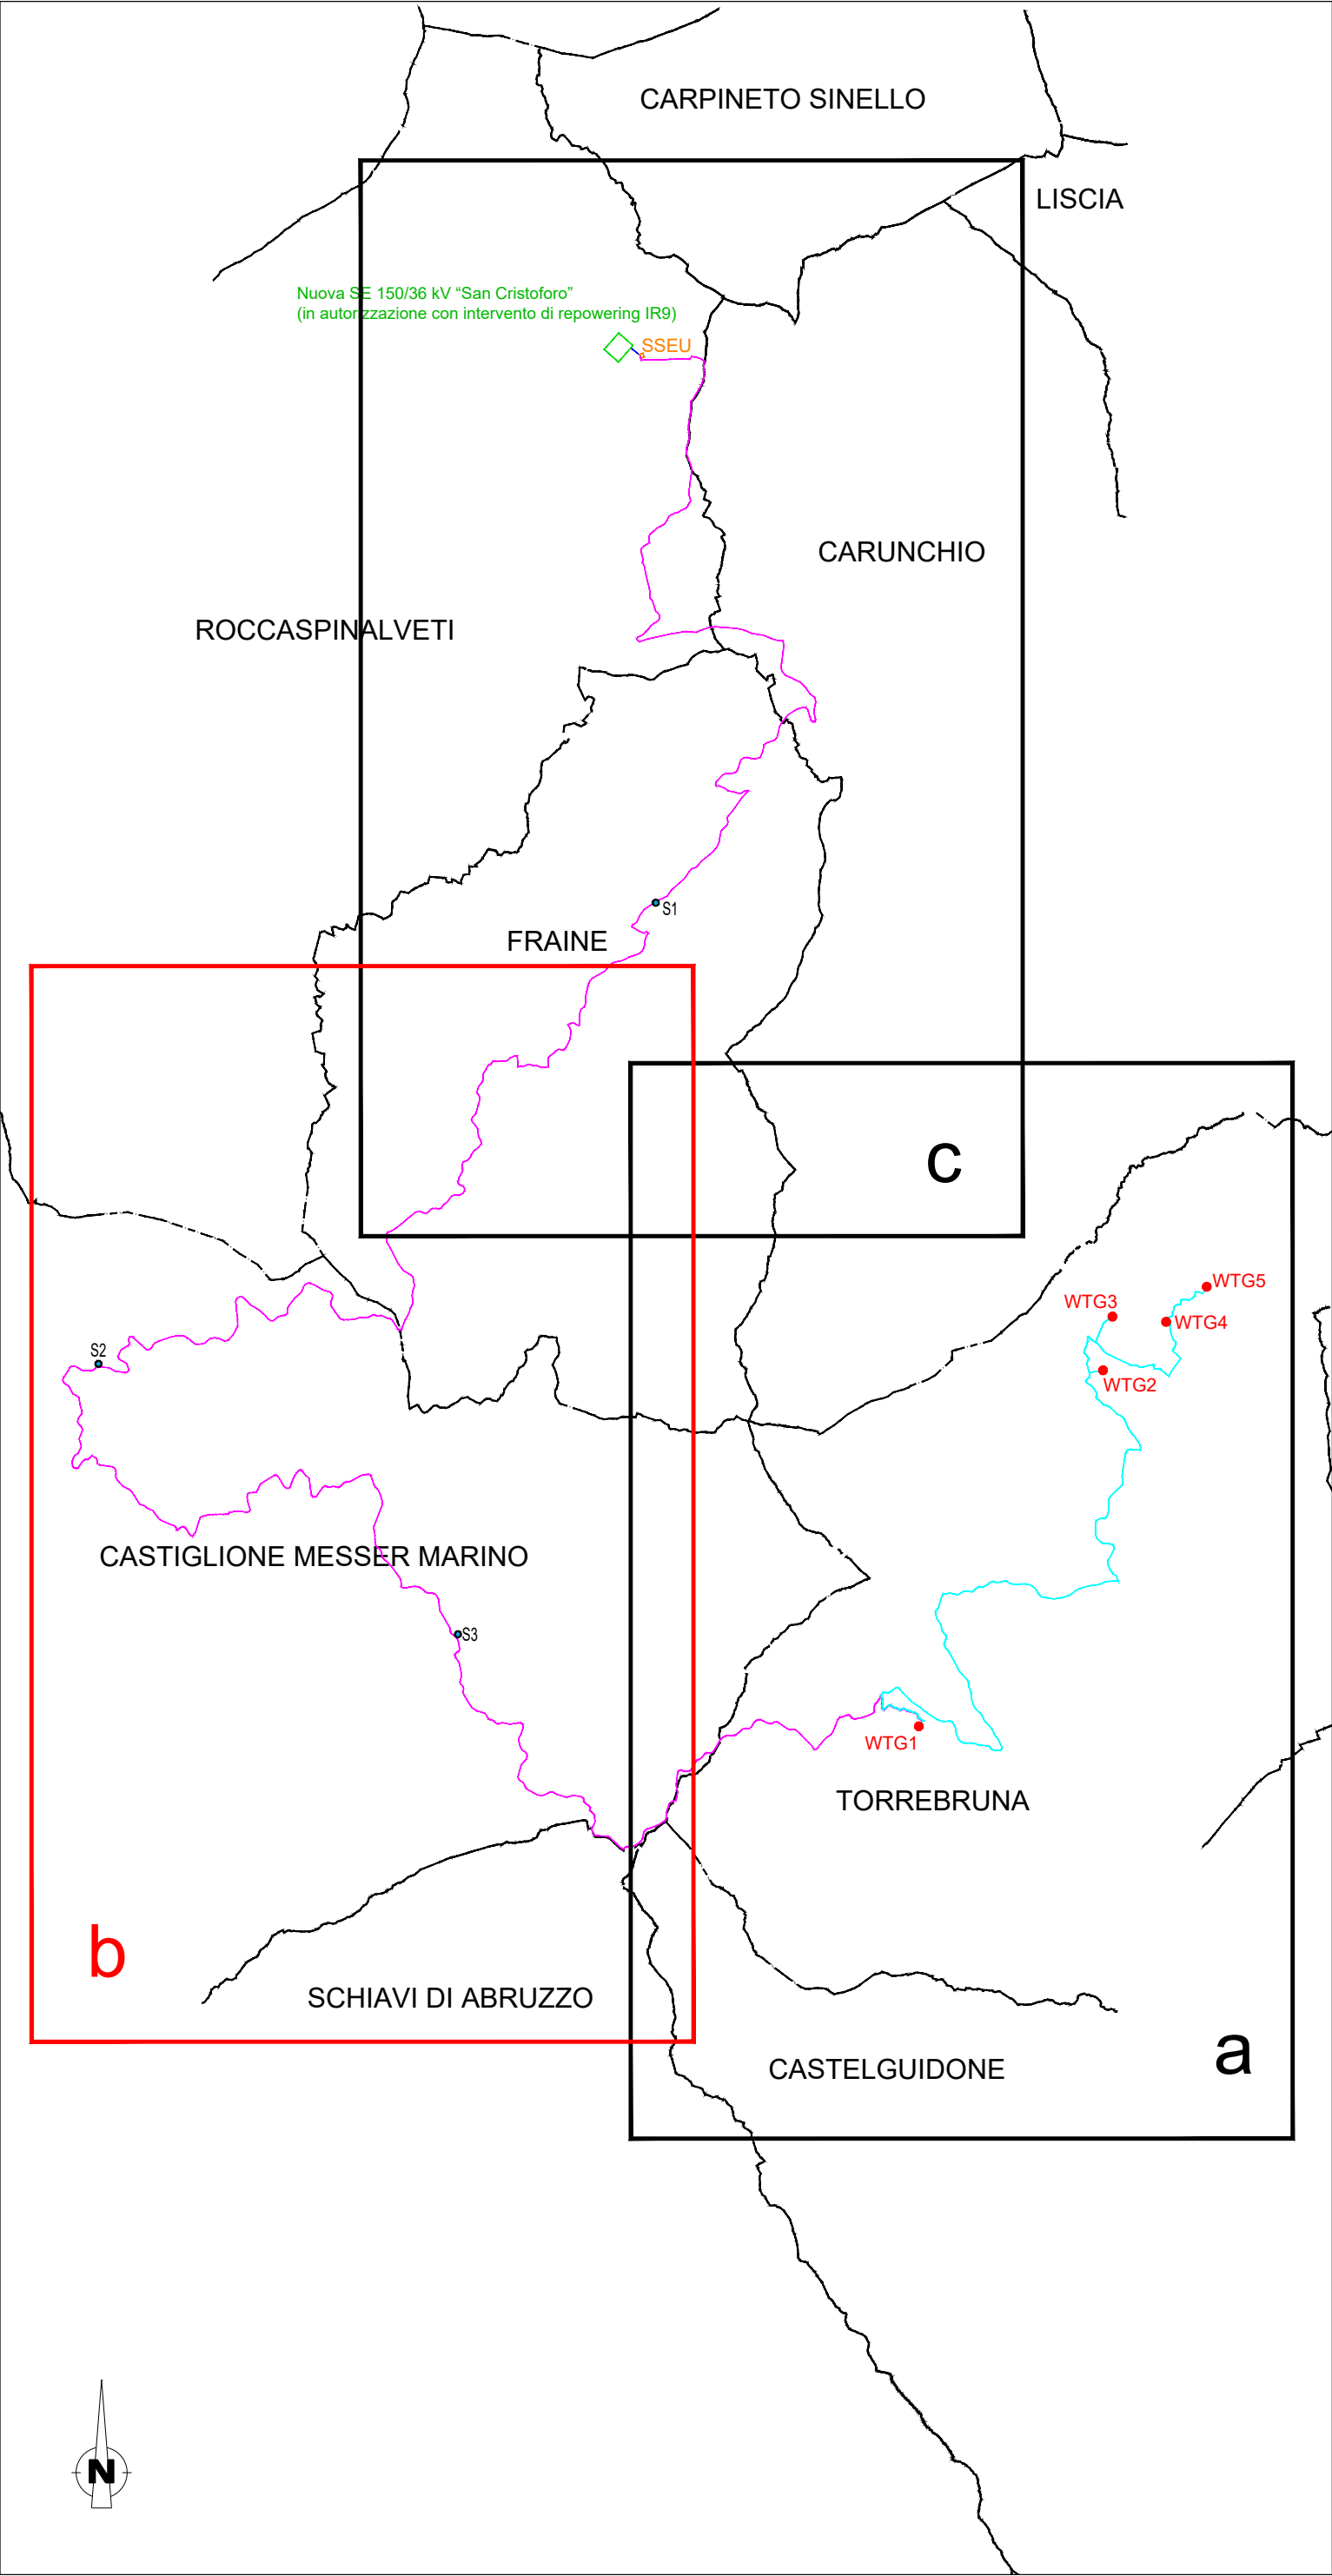 CARPINETO SINELLO
LISCIA
Nuova SE 150/36 kV “San Cristoforo”
(in autorizzazione con intervento di repowering IR9)
SSEU
CARUNCHIO
ROCCASPINALVETI
S1
FRAINE
c
WTG5
WTG3
WTG4
S2
WTG2
CASTIGLIONE MESSER MARINO
S3
WTG1
TORREBRUNA
b
SCHIAVI DI ABRUZZO
a
CASTELGUIDONE
N